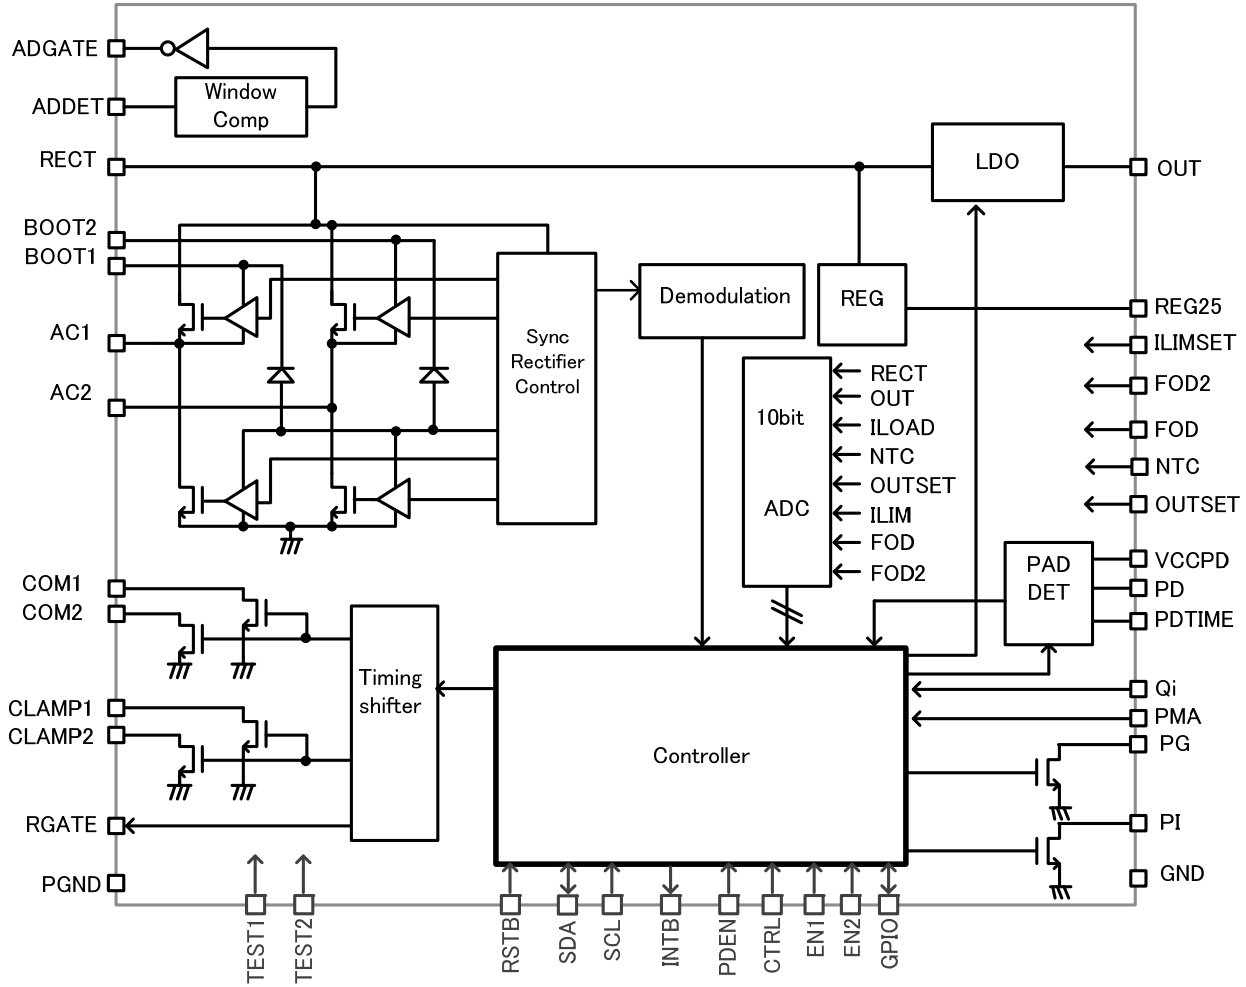 ADGATE
ADDET
RECT
BOOT2
BOOT1
AC1
AC2
COM1
COM2
CLAMP1
CLAMP2
RGATE
PGND
Window
Comp
Sync
Rectifier
Control
Demodulation
REG
LDO
10bit
ADC
RECT
OUT
ILOAD
NTC
OUTSET
ILIM
FOD
FOD2
PAD
DET
Timing
shifter
Controller
OUT
REG25
ILIMSET
FOD2
FOD
NTC
OUTSET
VCCPD
PD
PDTIME
Qi
PMA
PG
PI
GND
TEST1
TEST2
RSTB
SDA
SCL
INTB
PDEN
CTRL
EN1
EN2
GPIO